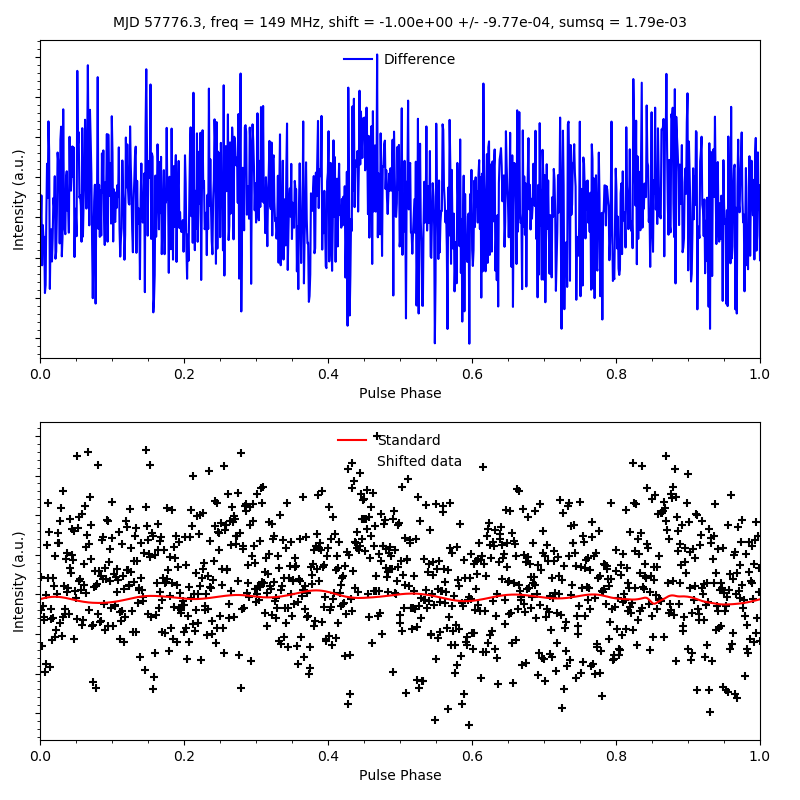 MJD 57776.3, freq = 149 MHz, shift = -1.00e+00 +/- -9.77e-04, sumsq = 1.79e-03
Difference
Intensity (a.u.)
0.0 0.2 0.4 0.6 0.8 1.0
Pulse Phase
Standard
Shifted data
Intensity (a.u.)
0.0 0.2 0.4 0.6 0.8 1.0
Pulse Phase